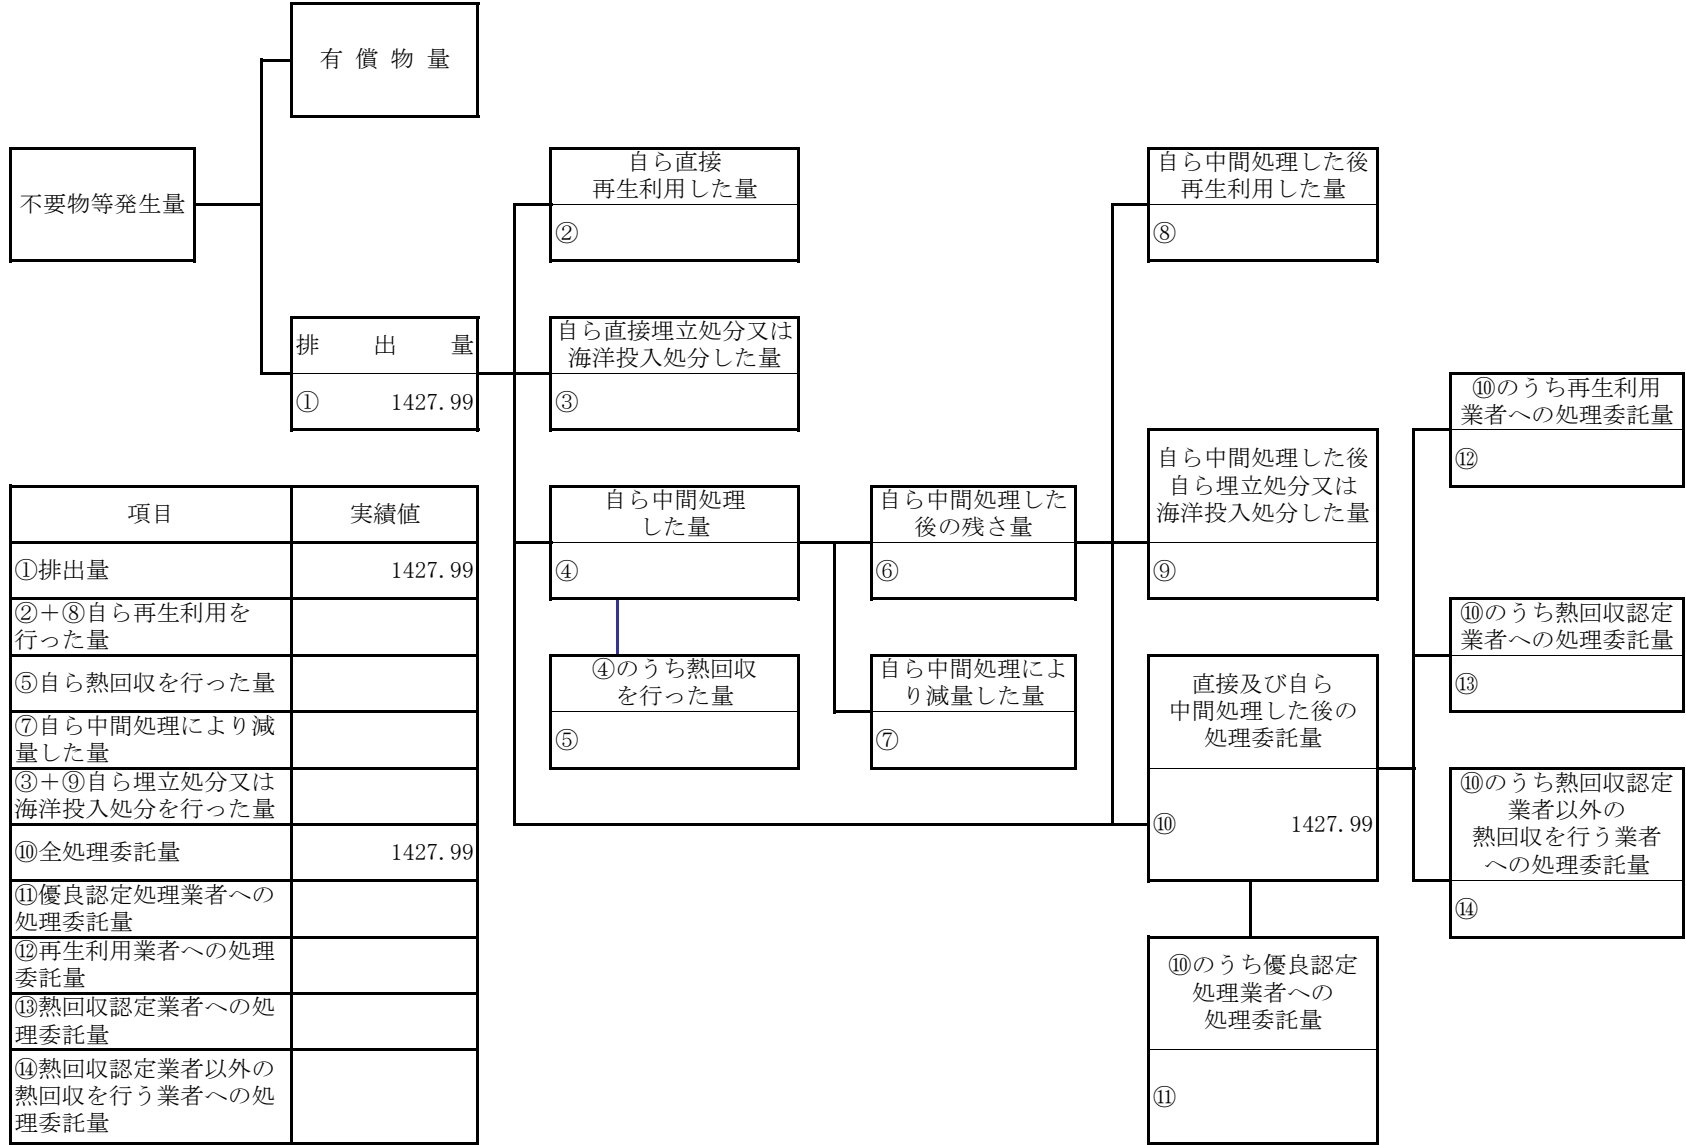 有償物量
不要物等発生量
排出量
① 1427.99
自ら直接
再生利用した量
②
自ら直接埋立処分又は
海洋投入処分した量
③
自ら中間処理
した量
④
④のうち熱回収
を行った量
⑤
自ら中間処理した
後の残さ量
⑥
自ら中間処理によ
り減量した量
⑦
自ら中間処理した後
再生利用した量
⑧
自ら中間処理した後
自ら埋立処分又は
海洋投入処分した量
⑨
直接及び自ら
中間処理した後の
処理委託量
⑩ 1427.99
⑩のうち優良認定
処理業者への
処理委託量
⑪
⑩のうち再生利用
業者への処理委託量
⑫
⑩のうち熱回収認定
業者への処理委託量
⑬
⑩のうち熱回収認定
業者以外の
熱回収を行う業者
への処理委託量
⑭
項目 実績値
①排出量 1427.99
②＋⑧自ら再生利用を
行った量
⑤自ら熱回収を行った量
⑦自ら中間処理により減
量した量
③＋⑨自ら埋立処分又は
海洋投入処分を行った量
⑩全処理委託量 1427.99
⑪優良認定処理業者への
処理委託量
⑫再生利用業者への処理
委託量
⑬熱回収認定業者への処
理委託量
⑭熱回収認定業者以外の
熱回収を行う業者への処
理委託量